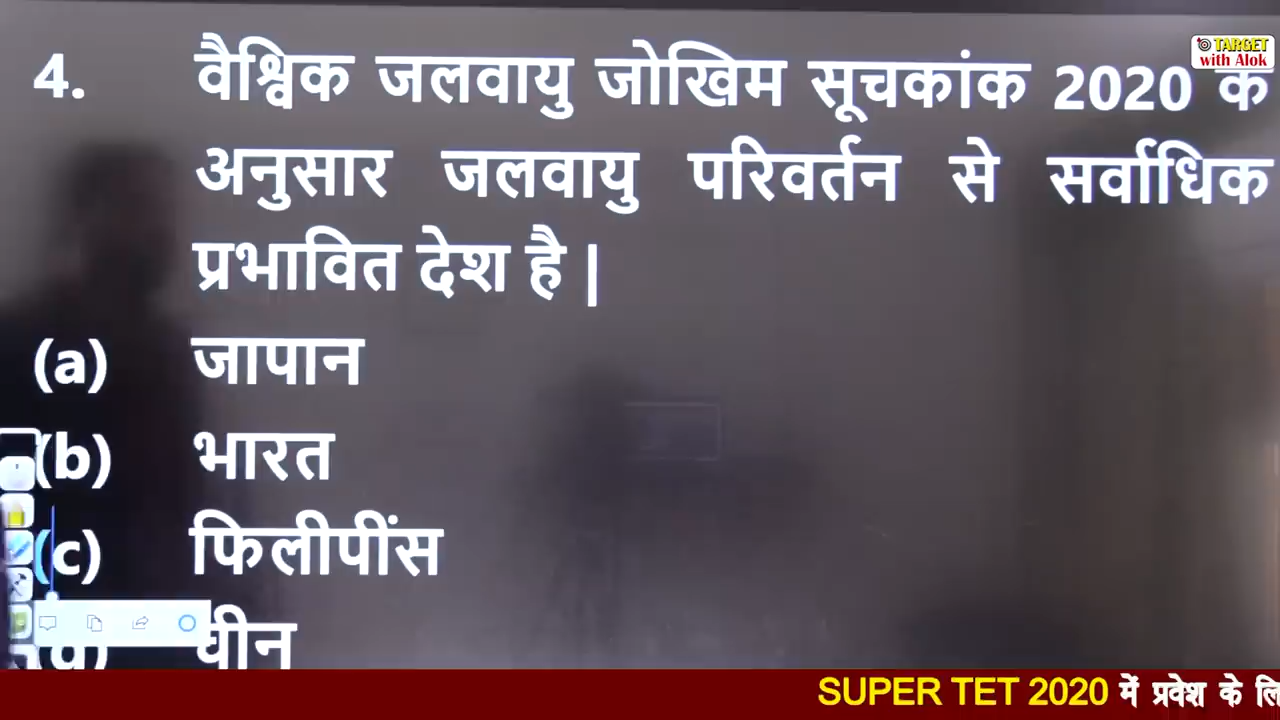 TARGET
with Alok
4. वैश्विक जलवायु जोखिम सूचकांक 2020 के
अनुसार जलवायु परिवर्तन से सर्वाधिक
प्रभावित देश है |
(a) जापान
(b) भारत
(c) फिलीपींस
(d) चीन
SUPER TET 2020 में प्रवेश के लि